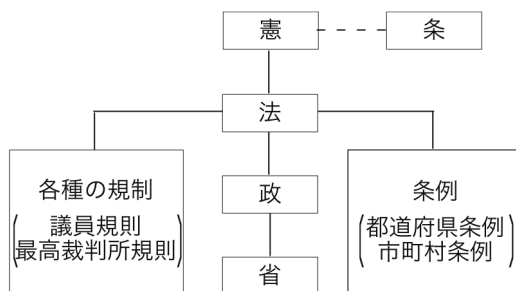 憲
条
法
各種の規制
議員規則
最高裁判所規則
政
条例
都道府県条例
市町村条例
省